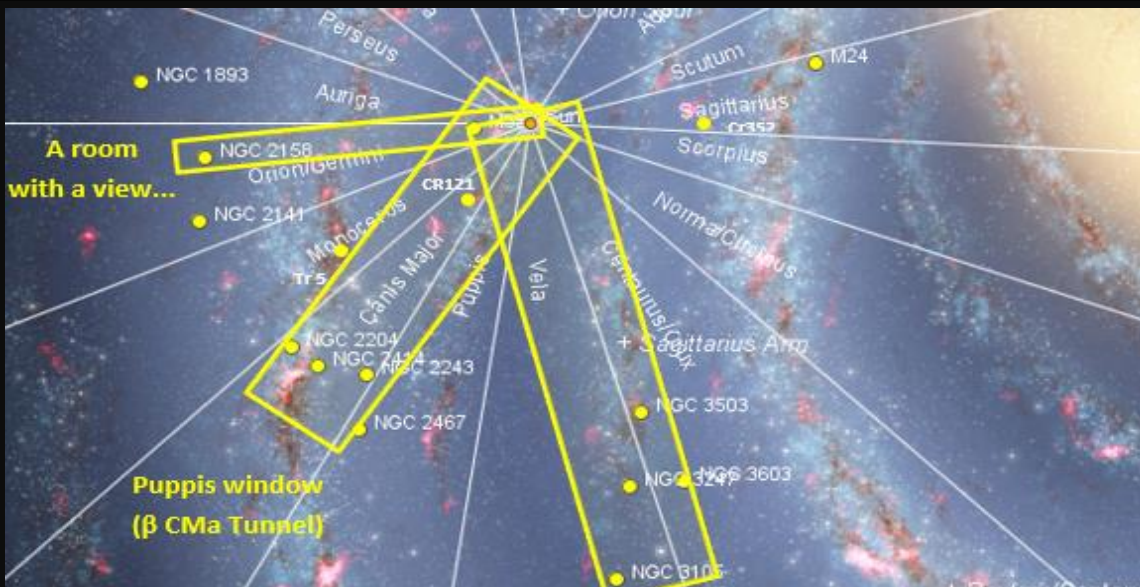 Orion Spur
Perseus
Scutum
M24
NGC 1893
Auriga
Sagittarius
Sun
Cr352
A room
with a view...
NGC 2158
Orion/Gemini
Scorpius
CR121
NGC 2141
Monoceros
Norma/Circinus
Tr 5
Canis Major
Puppis
Vela
Centaurus/Crux
NGC 2204
NGC 2414
NGC 2243
+ Sagittarius Arm
NGC 2467
NGC 3503
NGC 3247
NGC 3603
Puppis window
(β CMa Tunnel)
NGC 3105